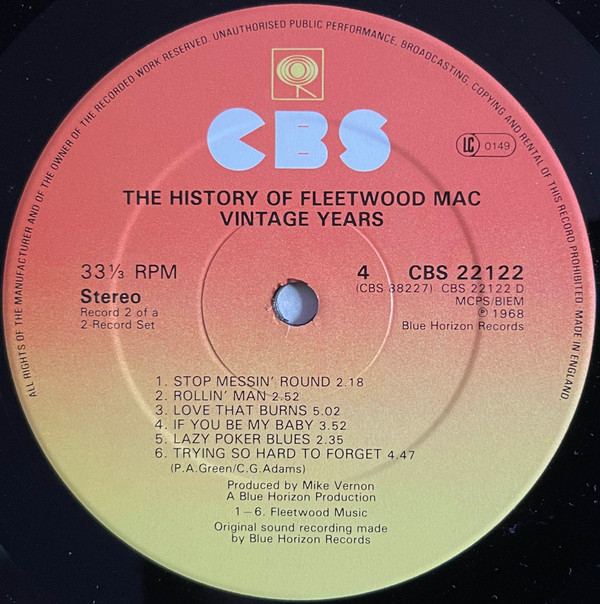 ALL RIGHTS OF THE MANUFACTURER AND OF THE OWNER OF THE RECORDED WORK RESERVED. UNAUTHORISED PUBLIC PERFORMANCE, BROADCASTING, COPYING AND RENTAL OF THIS RECORD PROHIBITED. MADE IN ENGLAND.
CBS
LC 0149
THE HISTORY OF FLEETWOOD MAC
VINTAGE YEARS
33⅓ RPM
Stereo
Record 2 of a
2-Record Set
4 CBS 22122
(CBS 88227) CBS 22122 D
MCPS/BIEM
℗ 1968
Blue Horizon Records
1. STOP MESSIN' ROUND 2.18
2. ROLLIN' MAN 2.52
3. LOVE THAT BURNS 5.02
4. IF YOU BE MY BABY 3.52
5. LAZY POKER BLUES 2.35
6. TRYING SO HARD TO FORGET 4.47
(P.A.Green/C.G.Adams)
Produced by Mike Vernon
A Blue Horizon Production
1–6. Fleetwood Music
Original sound recording made
by Blue Horizon Records